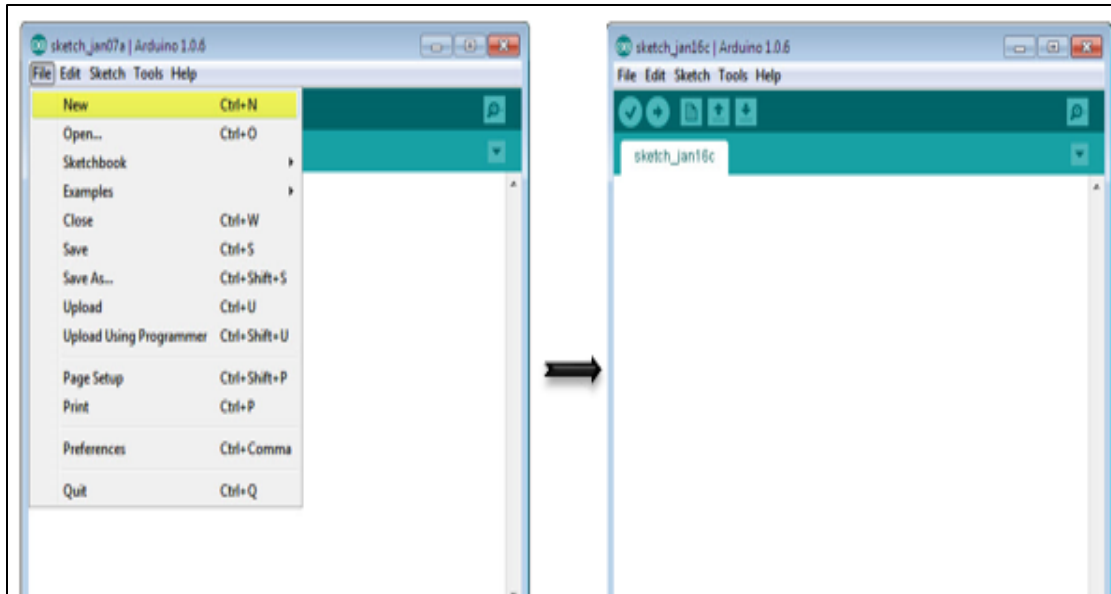 sketch_jan07a | Arduino 1.0.6
File Edit Sketch Tools Help
New Ctrl+N
Open... Ctrl+O
Sketchbook
Examples
Close Ctrl+W
Save Ctrl+S
Save As... Ctrl+Shift+S
Upload Ctrl+U
Upload Using Programmer Ctrl+Shift+U
Page Setup Ctrl+Shift+P
Print Ctrl+P
Preferences Ctrl+Comma
Quit Ctrl+Q
sketch_jan16c | Arduino 1.0.6
File Edit Sketch Tools Help
sketch_jan16c